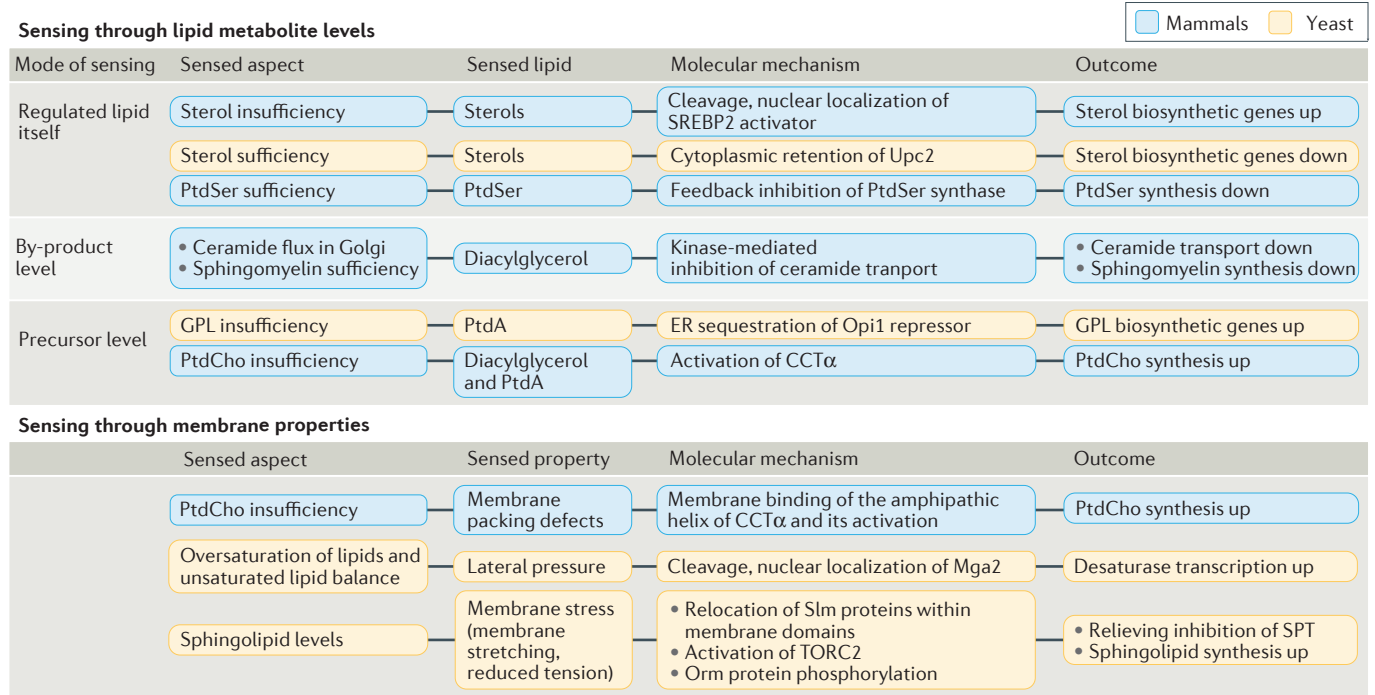 Mammals Yeast
Sensing through lipid metabolite levels
Mode of sensing Sensed aspect Sensed lipid Molecular mechanism Outcome
Regulated lipid
itself
Sterol insufficiency
Sterols
Cleavage, nuclear localization of
SREBP2 activator
Sterol biosynthetic genes up
Sterol sufficiency
Sterols
Cytoplasmic retention of Upc2
Sterol biosynthetic genes down
PtdSer sufficiency
PtdSer
Feedback inhibition of PtdSer synthase
PtdSer synthesis down
By-product
level
• Ceramide flux in Golgi
• Sphingomyelin sufficiency
Diacylglycerol
Kinase-mediated
inhibition of ceramide tranport
• Ceramide transport down
• Sphingomyelin synthesis down
Precursor level
GPL insufficiency
PtdA
ER sequestration of Opi1 repressor
GPL biosynthetic genes up
PtdCho insufficiency
Diacylglycerol
and PtdA
Activation of CCTα
PtdCho synthesis up
Sensing through membrane properties
Sensed aspect Sensed property Molecular mechanism Outcome
PtdCho insufficiency
Membrane
packing defects
Membrane binding of the amphipathic
helix of CCTα and its activation
PtdCho synthesis up
Oversaturation of lipids and
unsaturated lipid balance
Lateral pressure
Cleavage, nuclear localization of Mga2
Desaturase transcription up
Sphingolipid levels
Membrane stress
(membrane
stretching,
reduced tension)
• Relocation of Slm proteins within
membrane domains
• Activation of TORC2
• Orm protein phosphorylation
• Relieving inhibition of SPT
• Sphingolipid synthesis up